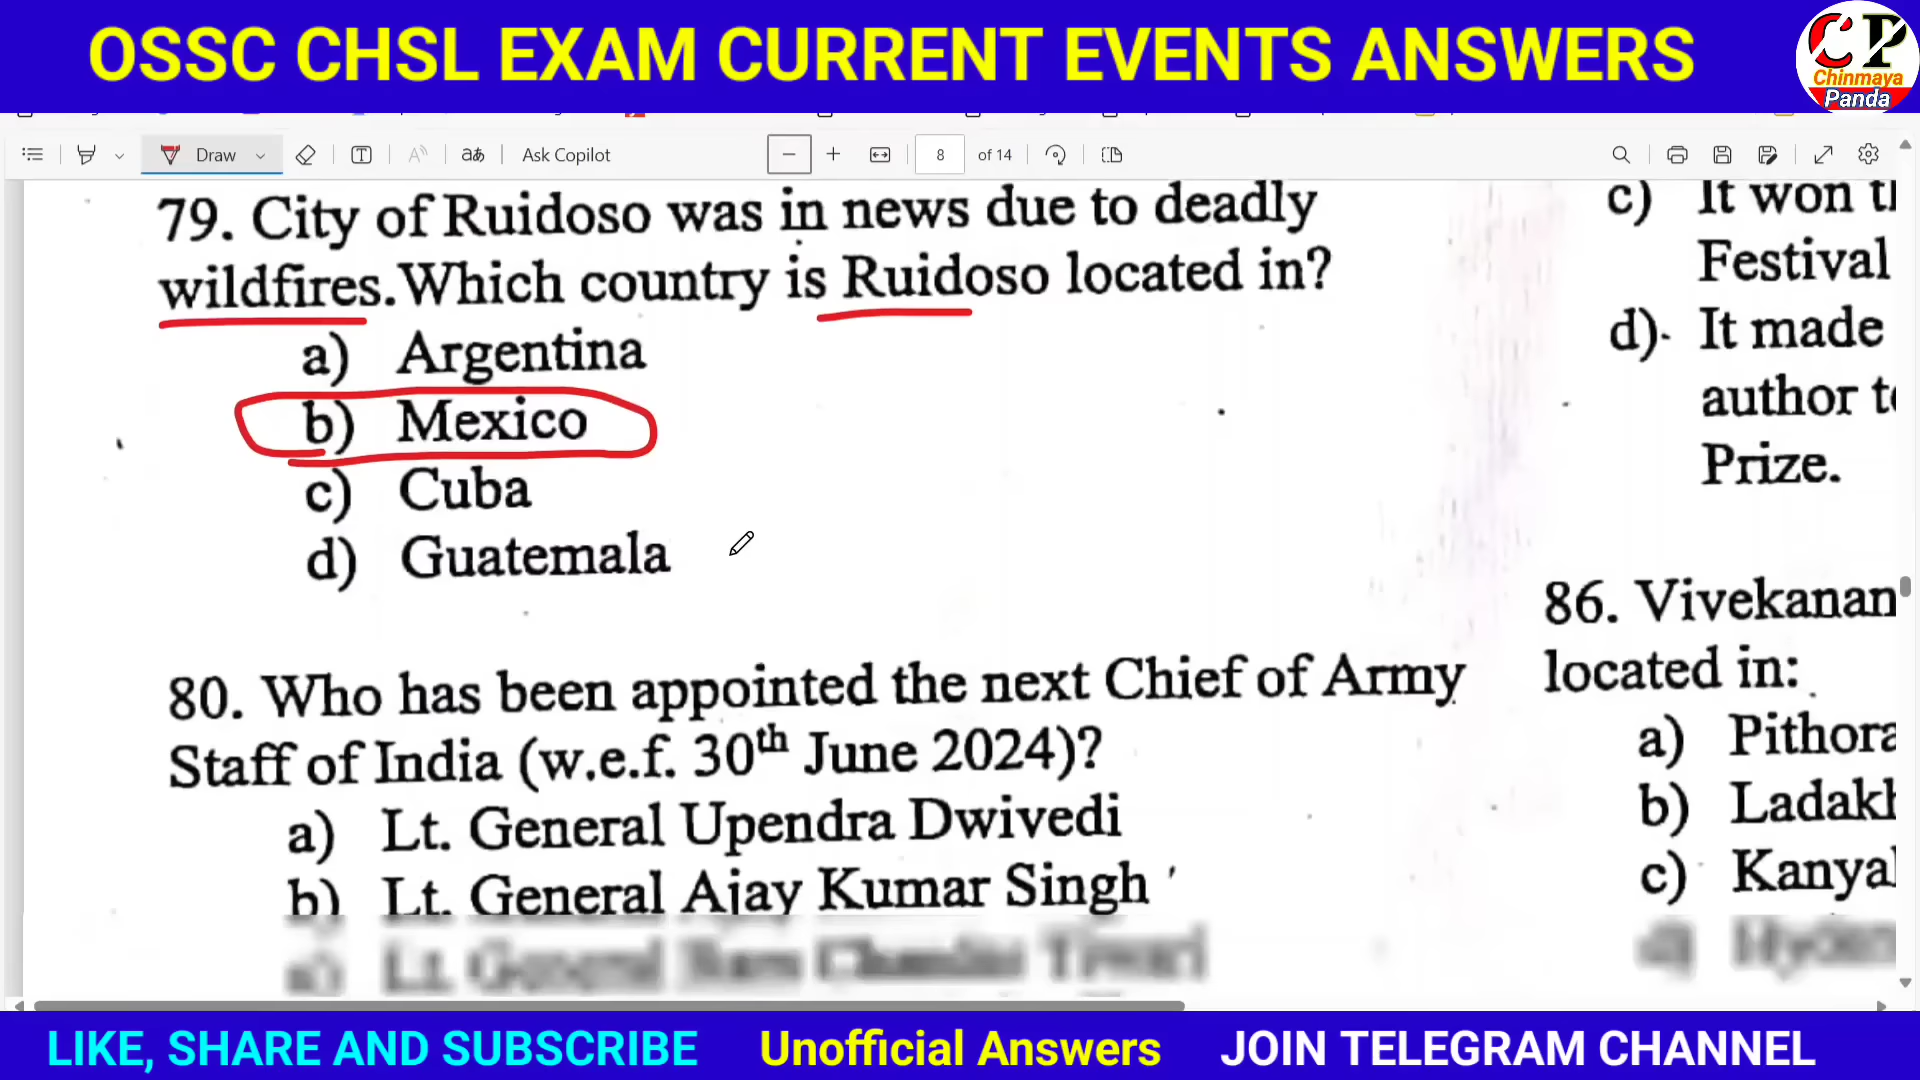 OSSC CHSL EXAM CURRENT EVENTS ANSWERS
CP
Chinmaya
Panda
Draw
Ask Copilot
8 of 14
79. City of Ruidoso was in news due to deadly
wildfires. Which country is Ruidoso located in?
a) Argentina
b) Mexico
c) Cuba
d) Guatemala
80. Who has been appointed the next Chief of Army
Staff of India (w.e.f. 30th June 2024)?
a) Lt. General Upendra Dwivedi
b) Lt. General Ajay Kumar Singh
c) It won
Festival
d) It made
author
Prize.
86.
located in:
a)
b)
c)
LIKE, SHARE AND SUBSCRIBE Unofficial Answers JOIN TELEGRAM CHANNEL